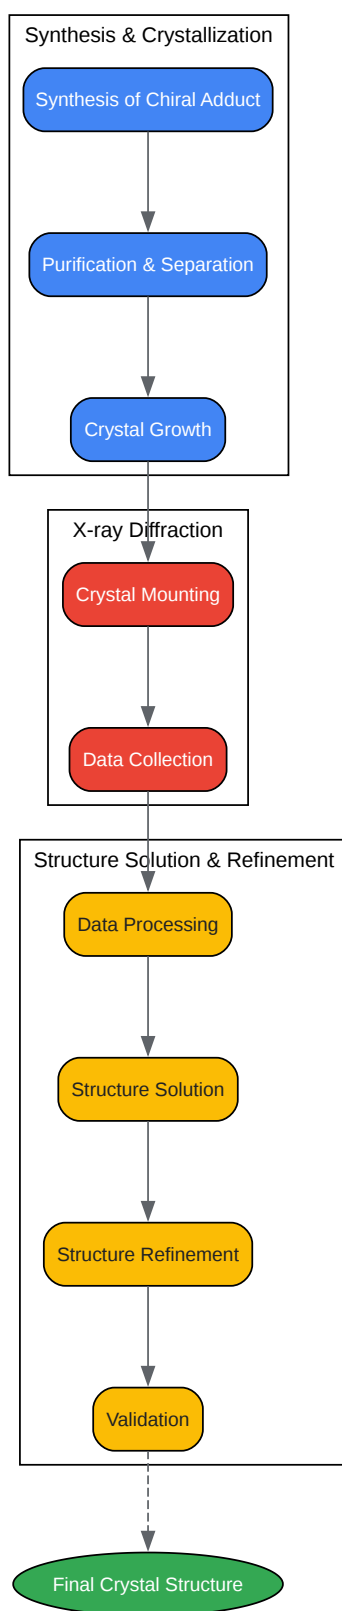 Synthesis & Crystallization
Synthesis of Chiral Adduct
Purification & Separation
Crystal Growth
X-ray Diffraction
Crystal Mounting
Data Collection
Structure Solution & Refinement
Data Processing
Structure Solution
Structure Refinement
Validation
Final Crystal Structure